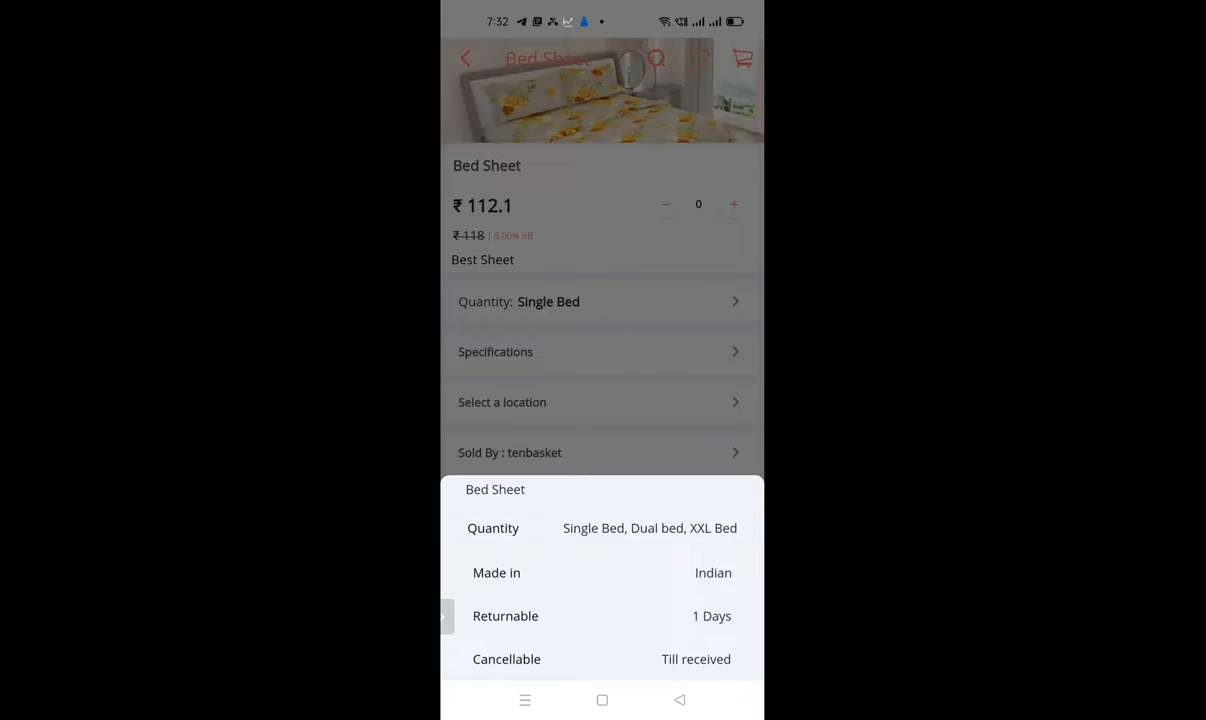 7:32
Bed Sheet
Bed Sheet
₹ 112.1
0
₹ 118 | 5.00% off
Best Sheet
Quantity: Single Bed
Specifications
Select a location
Sold By : tenbasket
Bed Sheet
Quantity Single Bed, Dual bed, XXL Bed
Made in Indian
Returnable 1 Days
Cancellable Till received